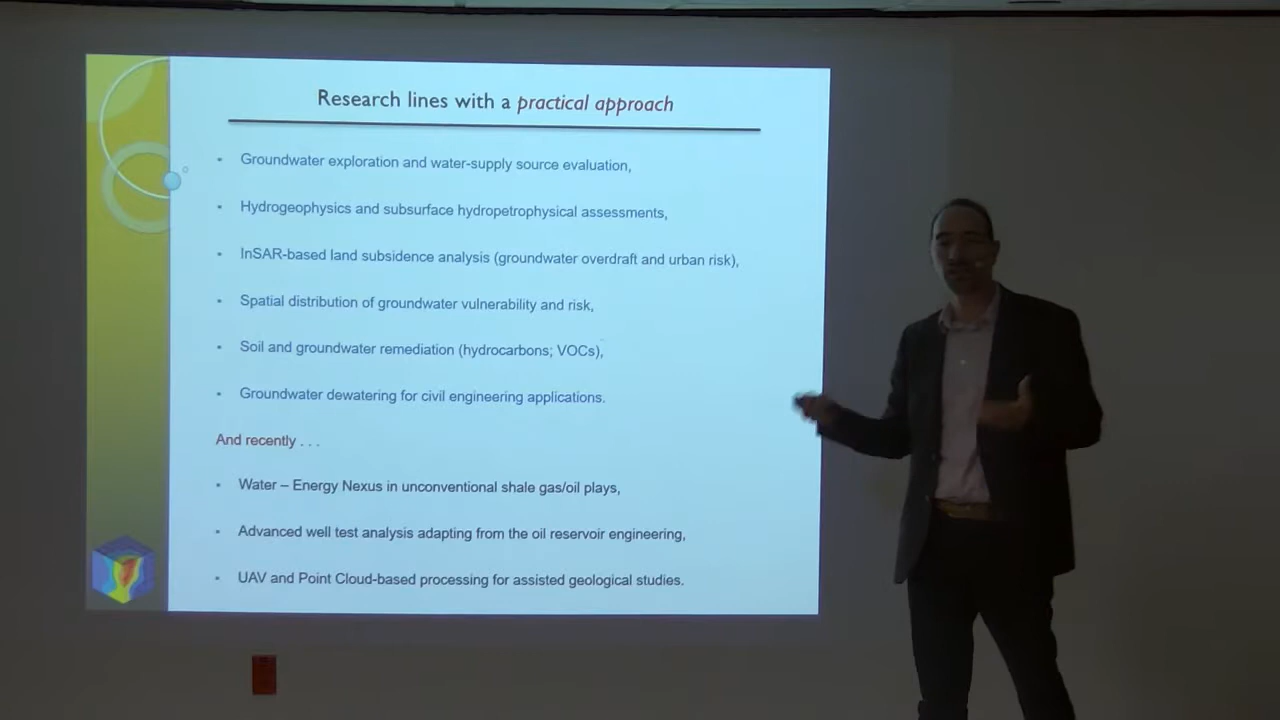 Research lines with a practical approach
• Groundwater exploration and water-supply source evaluation,
• Hydrogeophysics and subsurface hydropetrophysical assessments,
• InSAR-based land subsidence analysis (groundwater overdraft and urban risk),
• Spatial distribution of groundwater vulnerability and risk,
• Soil and groundwater remediation (hydrocarbons; VOCs),
• Groundwater dewatering for civil engineering applications.
And recently . . .
• Water – Energy Nexus in unconventional shale gas/oil plays,
• Advanced well test analysis adapting from the oil reservoir engineering,
• UAV and Point Cloud-based processing for assisted geological studies.